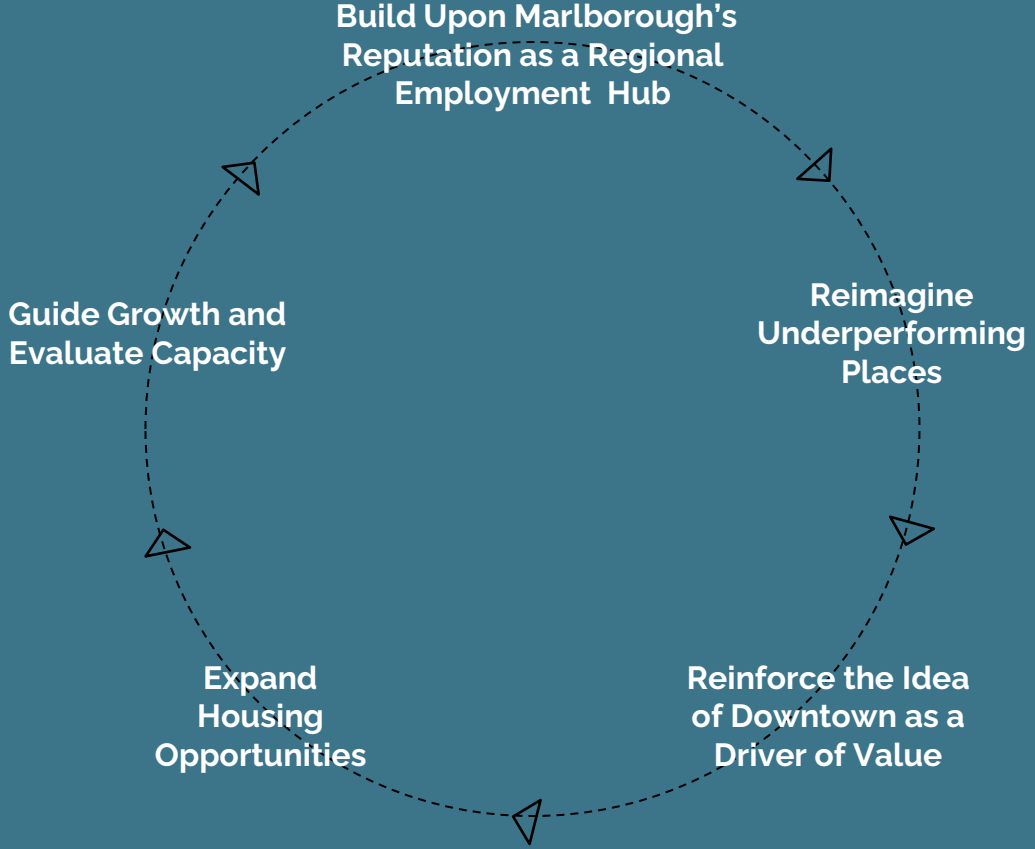 Build Upon Marlborough's
Reputation as a Regional
Employment  Hub
Reimagine
Underperforming
Places
Reinforce the Idea
of Downtown as a
Driver of Value
Expand
Housing
Opportunities
Guide Growth and
Evaluate Capacity